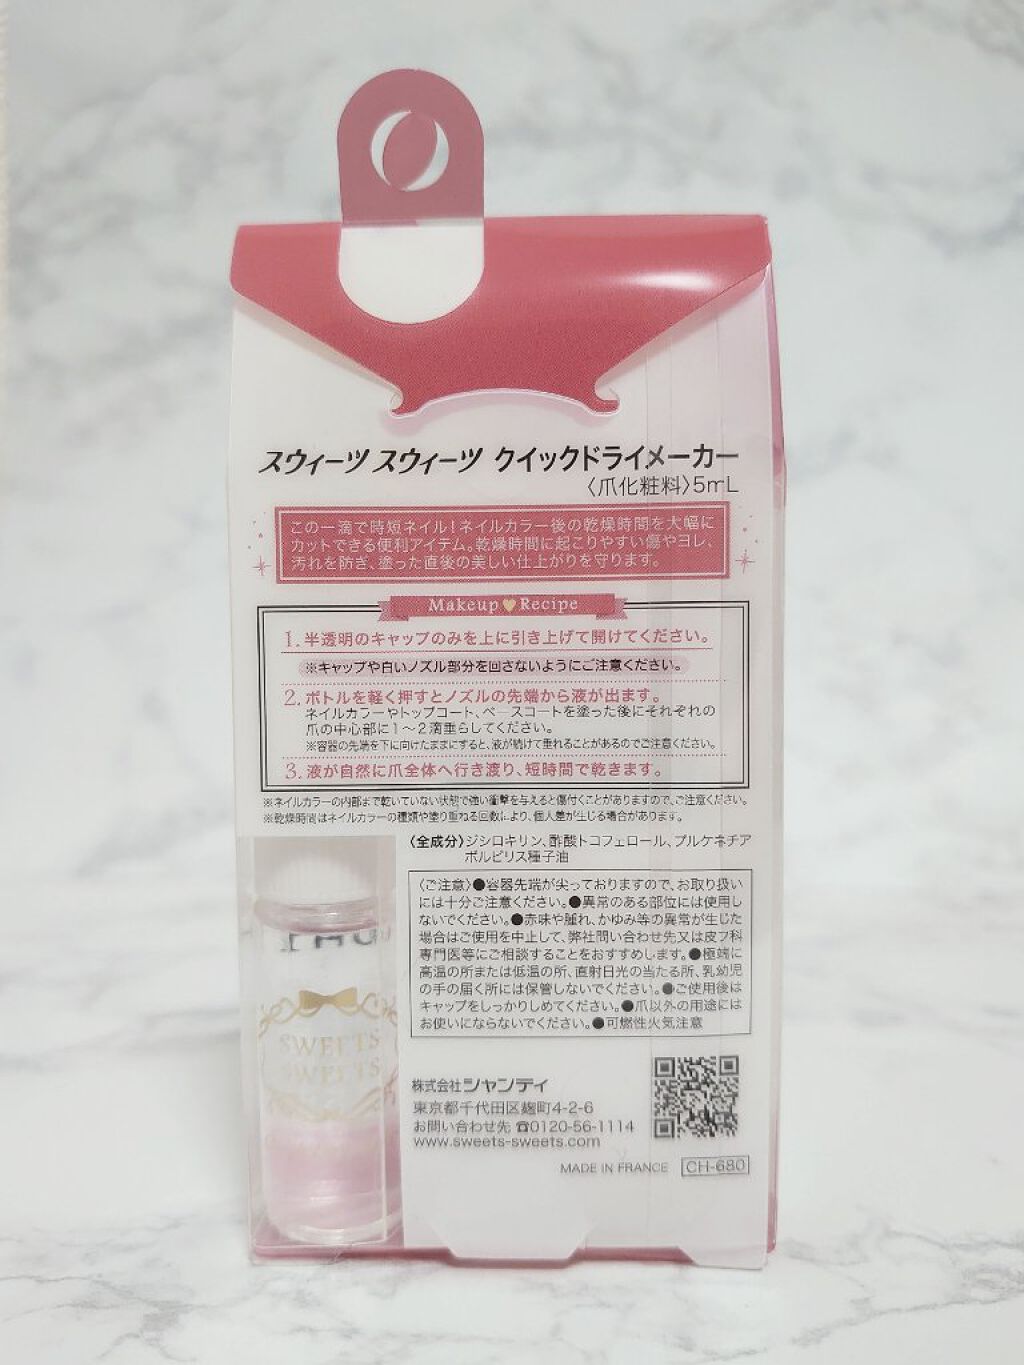 スウィーツ スウィーツ クイックドライメーカー
〈爪化粧料〉5mL
この一滴で時短ネイル！ネイルカラー後の乾燥時間を大幅に
カットできる便利アイテム。乾燥時間に起こりやすい傷やヨレ、
汚れを防ぎ、塗った直後の美しい仕上がりを守ります。
Makeup♥Recipe
1. 半透明のキャップのみを上に引き上げて開けてください。
※キャップや白いノズル部分を回さないようにご注意ください。
2. ボトルを軽く押すとノズルの先端から液が出ます。
ネイルカラーやトップコート、ベースコートを塗った後にそれぞれの
爪の中心部に1～2滴垂らしてください。
※容器の先端を下に向けたままにすると、液が続けて垂れることがあるのでご注意ください。
3. 液が自然に爪全体へ行き渡り、短時間で乾きます。
※ネイルカラーの内部まで乾いていない状態で強い衝撃を与えると傷付くことがありますので、ご注意ください。
※乾燥時間はネイルカラーの種類や塗り重ねる回数により、個人差が生じる場合があります。
〈全成分〉ジシロキリン、酢酸トコフェロール、プルケネチア
ボルビリス種子油
〈ご注意〉●容器先端が尖っておりますので、お取り扱い
には十分ご注意ください。●異常のある部位には使用し
ないでください。●赤味や腫れ、かゆみ等の異常が生じた
場合はご使用を中止して、弊社問い合わせ先又は皮フ科
専門医等にご相談することをおすすめします。●極端に
高温の所または低温の所、直射日光の当たる所、乳幼児
の手の届く所には保管しないでください。●ご使用後は
キャップをしっかりしめてください。●爪以外の用途には
お使いにならないでください。●可燃性火気注意
SWEETS
SWEETS
株式会社シャンティ
東京都千代田区麹町4-2-6
お問い合わせ先 ☎0120-56-1114
www.sweets-sweets.com
MADE IN FRANCE CH-680